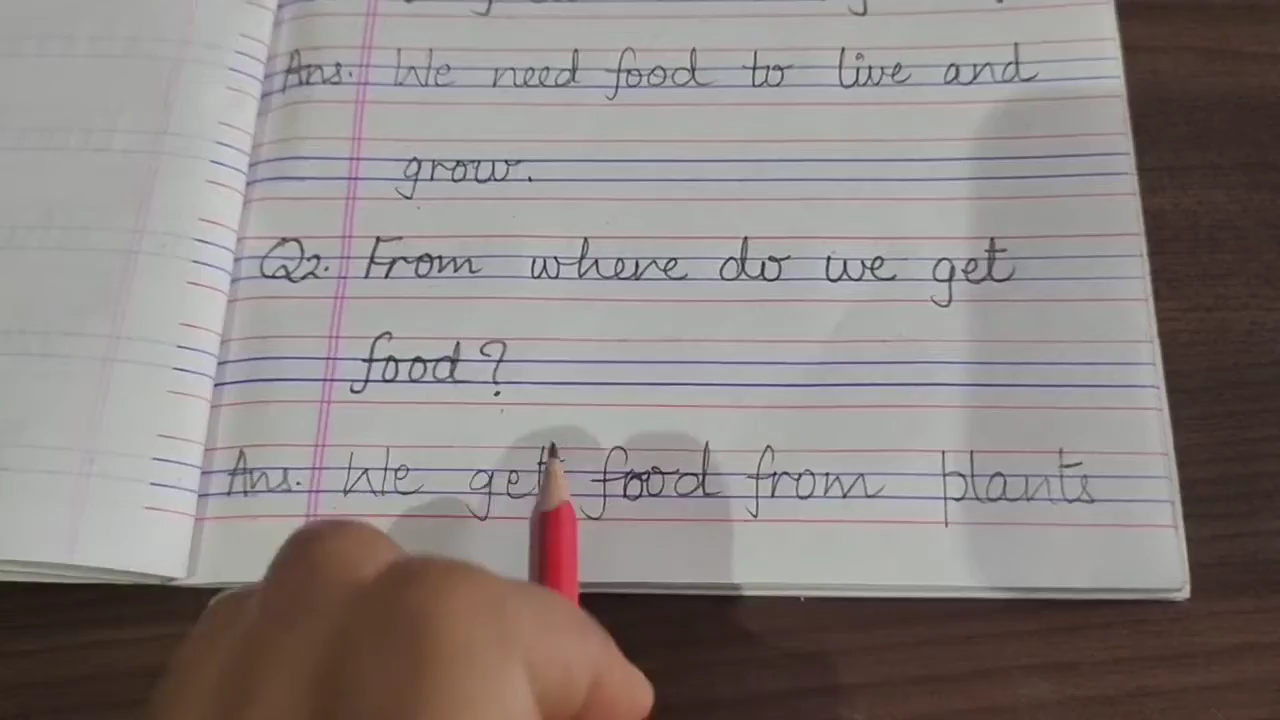 Ans. We need food to live and
grow.
Q2. From where do we get
food?
Ans. We get food from plants